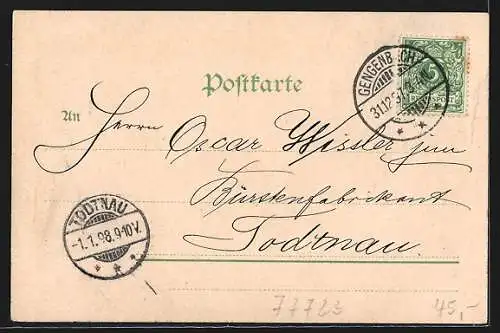 Postkarte
GENGENBACH
31.12.97
An
Herrn Oscar Wissler jun
Bürstenfabrikant
Todtnau.
TODTNAU
-1.1.98.9-10V.
77723
45,-